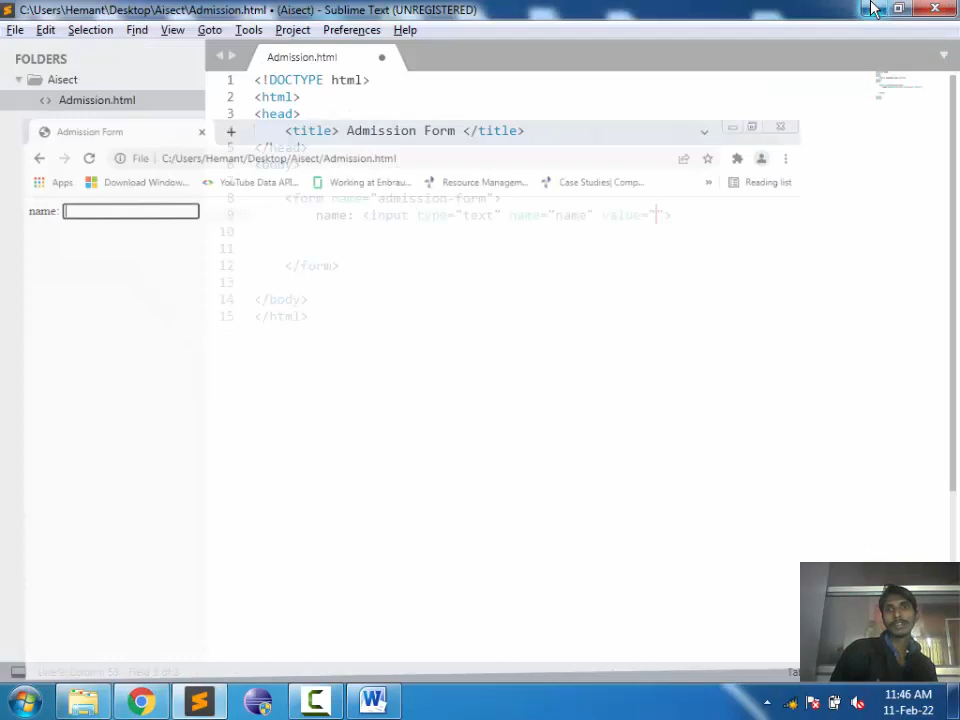 C:\Users\Hemant\Desktop\Aisect\Admission.html • (Aisect) - Sublime Text (UNREGISTERED)
File Edit Selection Find View Goto Tools Project Preferences Help
FOLDERS
Aisect
<> Admission.html
Admission.html
1 <!DOCTYPE html>
2 <html>
3 <head>
+ <title> Admission Form </title>
5 </head>
<body>
8 <form name="admission-form">
9 name: <input type="text" name="name" value="">
10
11
12 </form>
13
14 </body>
15 </html>
Admission Form
File C:/Users/Hemant/Desktop/Aisect/Admission.html
Apps Download Window... YouTube Data API... Working at Enbrau... Resource Managem... Case Studies| Comp... » Reading list
name:
Tab
11:46 AM
11-Feb-22